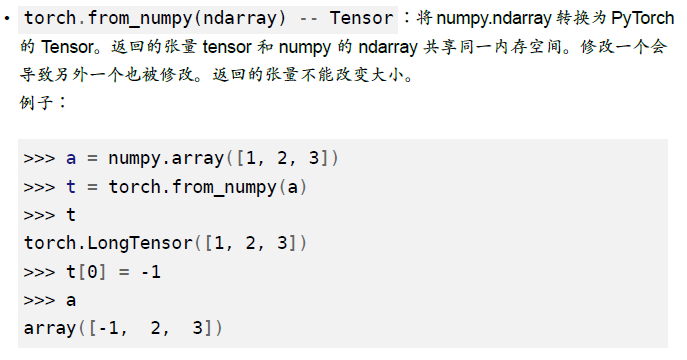 • torch.from_numpy(ndarray) -- Tensor：将 numpy.ndarray 转换为 PyTorch
的 Tensor。返回的张量 tensor 和 numpy 的 ndarray 共享同一内存空间。修改一个会
导致另外一个也被修改。返回的张量不能改变大小。
例子：
>>> a = numpy.array([1, 2, 3])
>>> t = torch.from_numpy(a)
>>> t
torch.LongTensor([1, 2, 3])
>>> t[0] = -1
>>> a
array([-1,  2,  3])